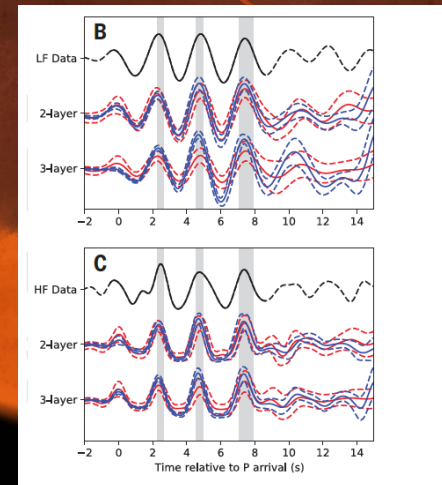 B
LF Data
2-layer
3-layer
−2 0 2 4 6 8 10 12 14
C
HF Data
2-layer
3-layer
−2 0 2 4 6 8 10 12 14
Time relative to P arrival (s)